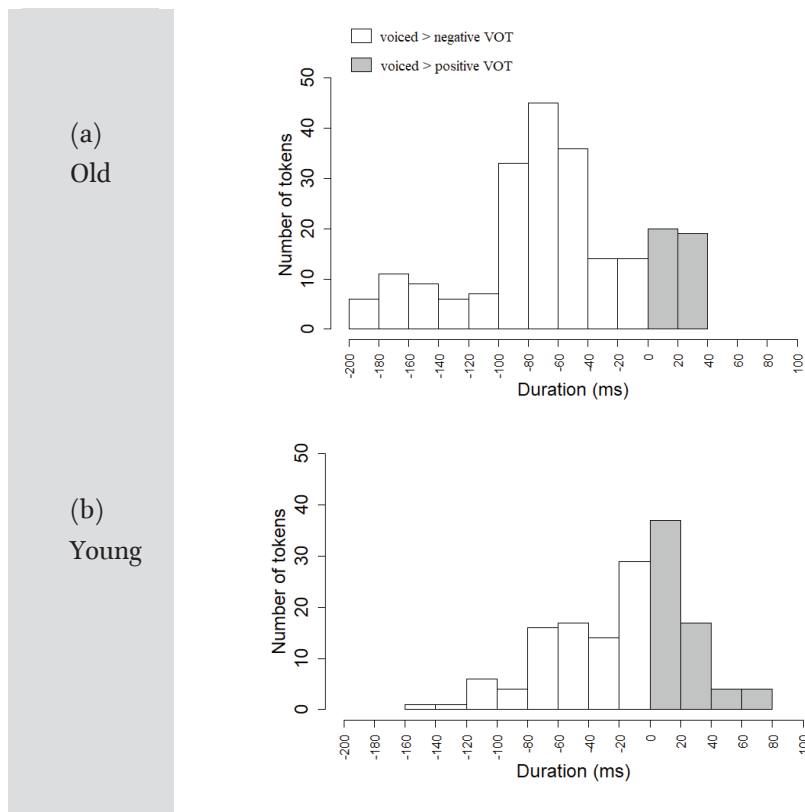 voiced > negative VOT
voiced > positive VOT
(a)
Old
Number of tokens
50
40
30
20
10
0
-200 -180 -160 -140 -120 -100 -80 -60 -40 -20 0 20 40 60 80 100
Duration (ms)
(b)
Young
Number of tokens
50
40
30
20
10
0
-200 -180 -160 -140 -120 -100 -80 -60 -40 -20 0 20 40 60 80 100
Duration (ms)